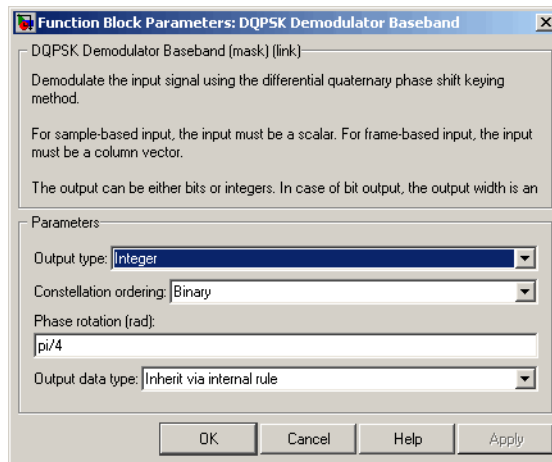 Function Block Parameters: DQPSK Demodulator Baseband
DQPSK Demodulator Baseband (mask) (link)
Demodulate the input signal using the differential quaternary phase shift keying
method.
For sample-based input, the input must be a scalar. For frame-based input, the input
must be a column vector.
The output can be either bits or integers. In case of bit output, the output width is an
Parameters
Output type: Integer
Constellation ordering: Binary
Phase rotation (rad):
pi/4
Output data type: Inherit via internal rule
OK Cancel Help Apply